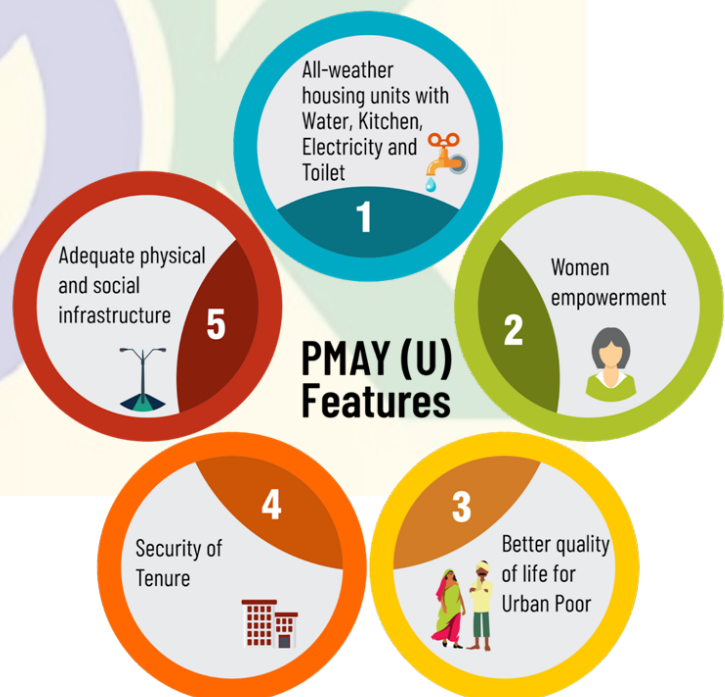 All-weather
housing units with
Water, Kitchen,
Electricity and
Toilet
1
Women
empowerment
2
PMAY (U)
Features
3
Better quality
of life for
Urban Poor
4
Security of
Tenure
Adequate physical
and social
infrastructure
5